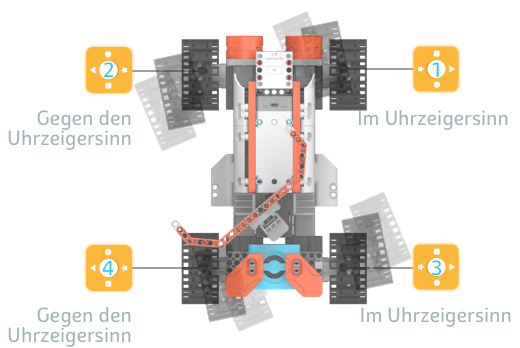 2
1
Gegen den
Uhrzeigersinn
Im Uhrzeigersinn
4
3
Gegen den
Uhrzeigersinn
Im Uhrzeigersinn